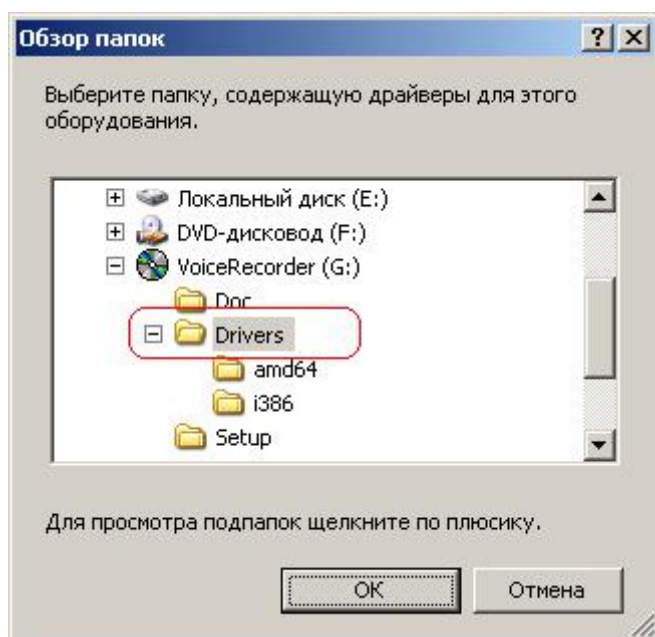 Обзор папок
Выберите папку, содержащую драйверы для этого
оборудования.
Локальный диск (E:)
DVD-дисковод (F:)
VoiceRecorder (G:)
Doc
Drivers
amd64
i386
Setup
Для просмотра подпапок щелкните по плюсику.
ОК
Отмена